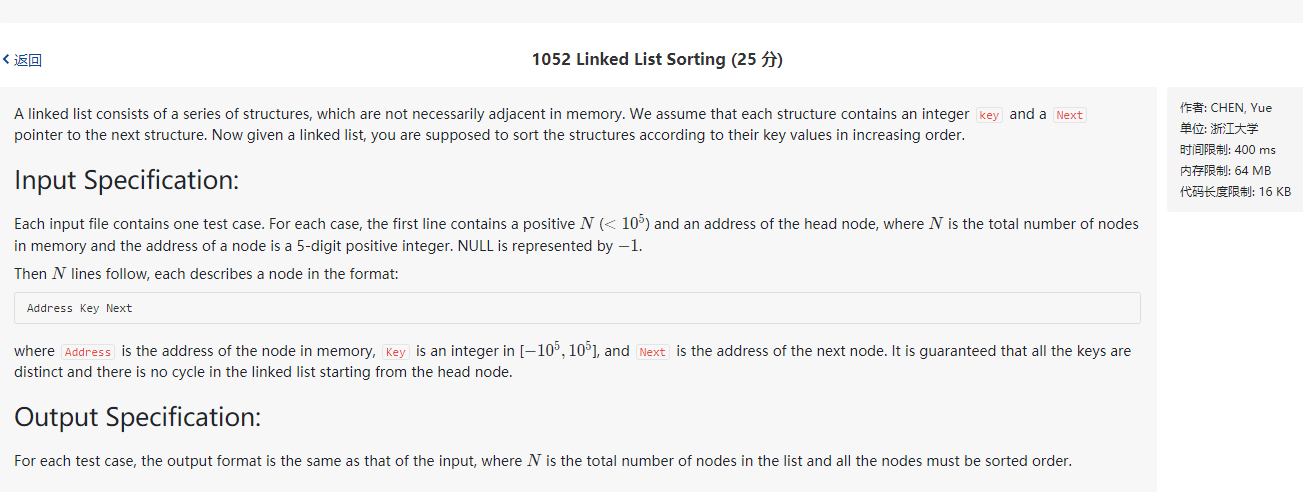 返回
1052 Linked List Sorting (25 分)
A linked list consists of a series of structures, which are not necessarily adjacent in memory. We assume that each structure contains an integer key and a Next
pointer to the next structure. Now given a linked list, you are supposed to sort the structures according to their key values in increasing order.
Input Specification:
Each input file contains one test case. For each case, the first line contains a positive N (< 10⁵) and an address of the head node, where N is the total number of nodes
in memory and the address of a node is a 5-digit positive integer. NULL is represented by −1.
Then N lines follow, each describes a node in the format:
Address Key Next
where Address is the address of the node in memory, Key is an integer in [−10⁵, 10⁵], and Next is the address of the next node. It is guaranteed that all the keys are
distinct and there is no cycle in the linked list starting from the head node.
Output Specification:
For each test case, the output format is the same as that of the input, where N is the total number of nodes in the list and all the nodes must be sorted order.
作者: CHEN, Yue
单位: 浙江大学
时间限制: 400 ms
内存限制: 64 MB
代码长度限制: 16 KB